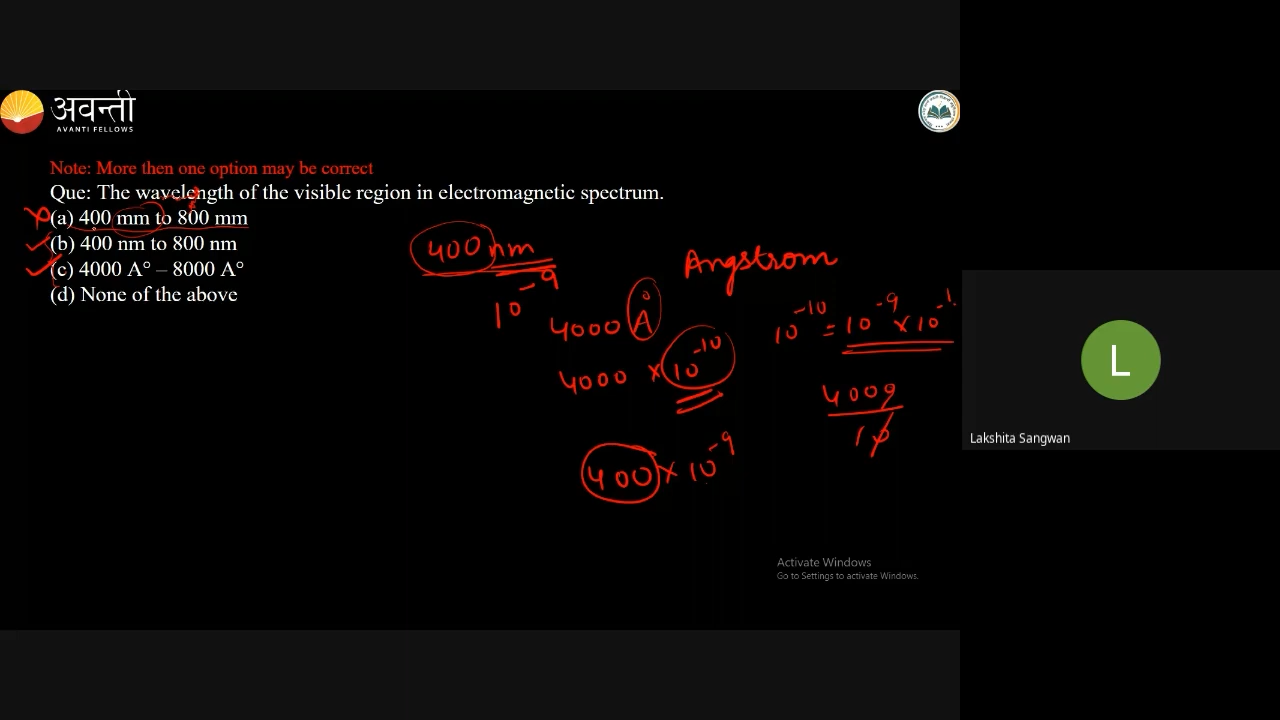 अवन्ती
AVANTI FELLOWS
Note: More then one option may be correct
Que: The wavelength of the visible region in electromagnetic spectrum.
(a) 400 mm to 800 mm
(b) 400 nm to 800 nm
(c) 4000 A° – 8000 A°
(d) None of the above
400 nm
10⁻⁹
Angstrom
4000 Å
4000 × 10⁻¹⁰
400 × 10⁻⁹
10⁻¹⁰ = 10⁻⁹ × 10⁻¹
4000
10
L
Lakshita Sangwan
Activate Windows
Go to Settings to activate Windows.